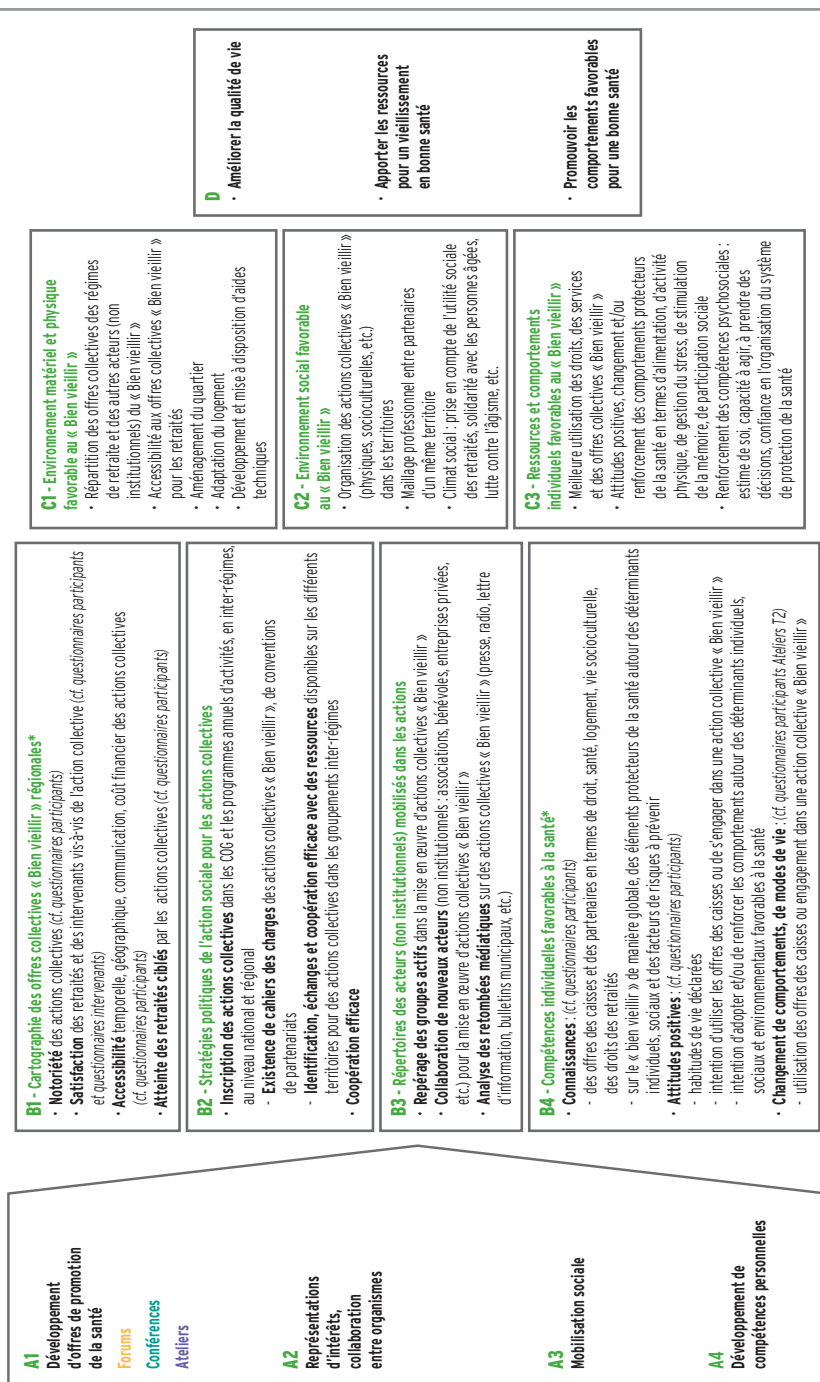 A1
Développement
d'offres de promotion
de la santé
Forums
Conférences
Ateliers
A2
Représentations
d'intérêts,
collaboration
entre organismes
A3
Mobilisation sociale
A4
Développement de
compétences personnelles
B1 - Cartographie des offres collectives « Bien vieillir » régionales*
• Notoriété des actions collectives (cf. questionnaires participants)
• Satisfaction des retraités et des intervenants vis-à-vis de l'action collective (cf. questionnaires participants
et questionnaires intervenants)
• Accessibilité temporelle, géographique, communication, coût financier des actions collectives
(cf. questionnaires participants)
• Atteinte des retraités ciblés par les actions collectives (cf. questionnaires participants)
B2 - Stratégies politiques de l'action sociale pour les actions collectives
• Inscription des actions collectives dans les COG et les programmes annuels d'activités, en inter-régimes,
au niveau national et régional
- Existence de cahiers des charges des actions collectives « Bien vieillir », de conventions
de partenariats
- Identification, échanges et coopération efficace avec des ressources disponibles sur les différents
territoires pour des actions collectives dans les groupements inter-régimes
• Coopération efficace
B3 - Répertoires des acteurs (non institutionnels) mobilisés dans les actions
• Repérage des groupes actifs dans la mise en œuvre d'actions collectives « Bien vieillir »
• Collaboration de nouveaux acteurs (non institutionnels : associations, bénévoles, entreprises privées,
etc.) pour la mise en œuvre d'actions collectives « Bien vieillir »
• Analyse des retombées médiatiques sur des actions collectives « Bien vieillir » (presse, radio, lettre
d'information, bulletins municipaux, etc.)
B4 - Compétences individuelles favorables à la santé*
• Connaissances : (cf. questionnaires participants)
- des offres des caisses et des partenaires en termes de droit, santé, logement, vie socioculturelle,
des droits des retraités
- sur le « bien vieillir » de manière globale, des éléments protecteurs de la santé autour des déterminants
individuels, sociaux et des facteurs de risques à prévenir
• Attitudes positives : (cf. questionnaires participants)
- habitudes de vie déclarées
- intention d'utiliser les offres des caisses ou de s'engager dans une action collective « Bien vieillir »
- intention d'adopter et/ou de renforcer les comportements autour des déterminants individuels,
sociaux et environnementaux favorables à la santé
• Changement de comportements, de modes de vie : (cf. questionnaires participants Ateliers T2)
- utilisation des offres des caisses ou engagement dans une action collective « Bien vieillir »
C1 - Environnement matériel et physique
favorable au « Bien vieillir »
• Répartition des offres collectives des régimes
de retraite et des autres acteurs (non
institutionnels) du « Bien vieillir »
• Accessibilité aux offres collectives « Bien vieillir »
pour les retraités
• Aménagement du quartier
• Adaptation du logement
• Développement et mise à disposition d'aides
techniques
C2 - Environnement social favorable
au « Bien vieillir »
• Organisation des actions collectives « Bien vieillir »
(physiques, socioculturelles, etc.)
dans les territoires
• Maillage professionnel entre partenaires
d'un même territoire
• Climat social : prise en compte de l'utilité sociale
des retraités, solidarité avec les personnes âgées,
lutte contre l'âgisme, etc.
C3 - Ressources et comportements
individuels favorables au « Bien vieillir »
• Meilleure utilisation des droits, des services
et des offres collectives « Bien vieillir »
• Attitudes positives, changement et/ou
renforcement des comportements protecteurs
de la santé en termes d'alimentation, d'activité
physique, de gestion du stress, de stimulation
de la mémoire, de participation sociale
• Renforcement des compétences psychosociales :
estime de soi, capacité à agir, à prendre des
décisions, confiance en l'organisation du système
de protection de la santé
D
• Améliorer la qualité de vie
• Apporter les ressources
pour un vieillissement
en bonne santé
• Promouvoir les
comportements favorables
pour une bonne santé